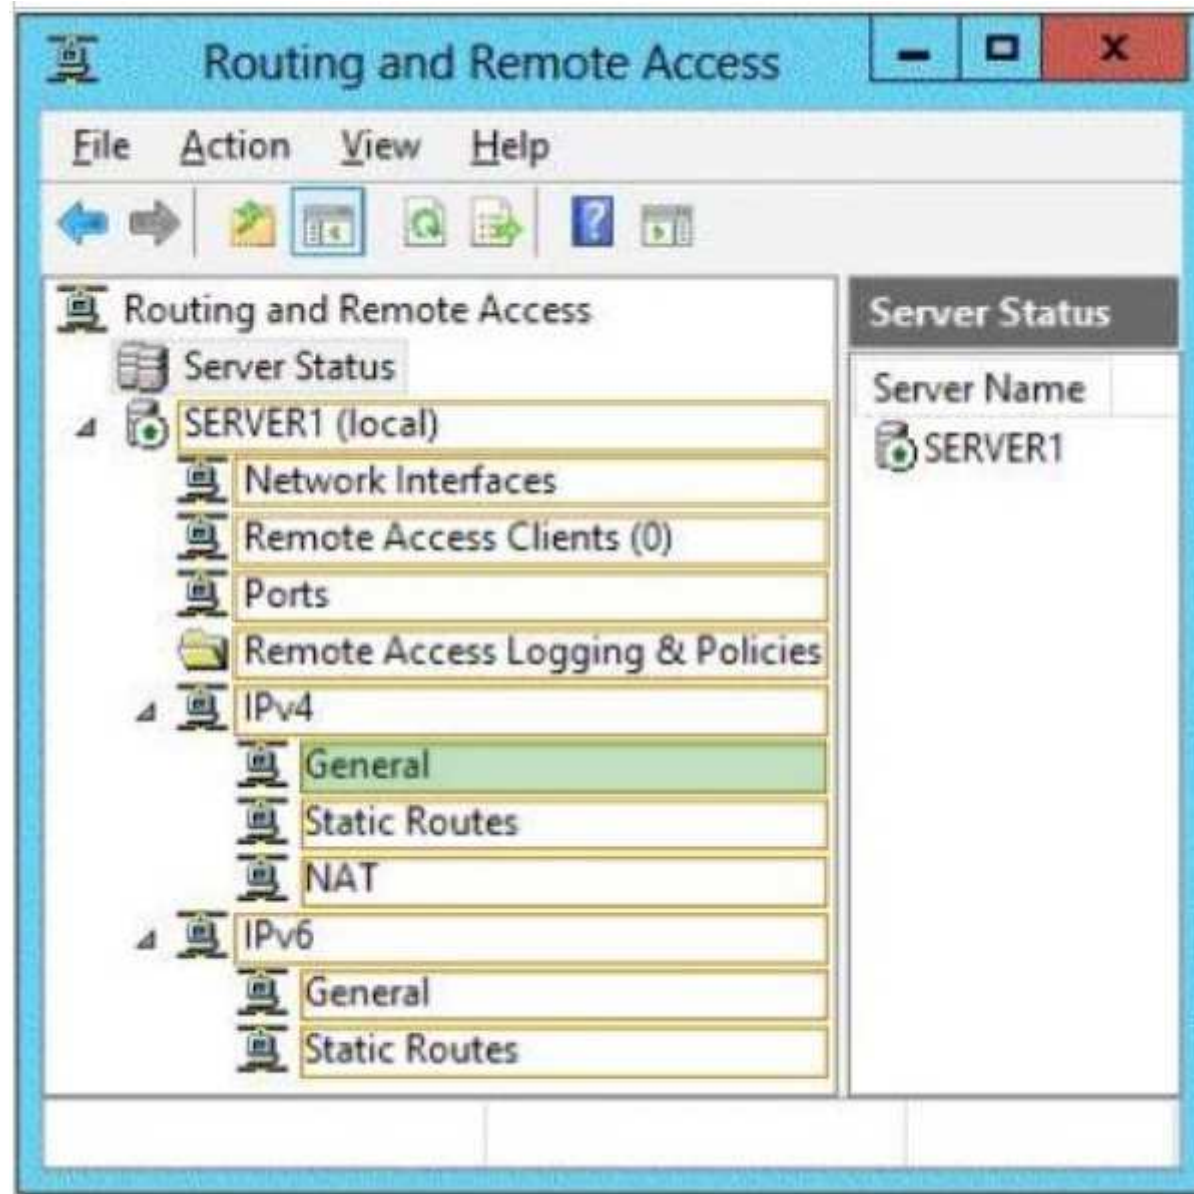 Routing and Remote Access
File Action View Help
Routing and Remote Access
Server Status
SERVER1 (local)
Network Interfaces
Remote Access Clients (0)
Ports
Remote Access Logging & Policies
IPv4
General
Static Routes
NAT
IPv6
General
Static Routes
Server Status
Server Name
SERVER1